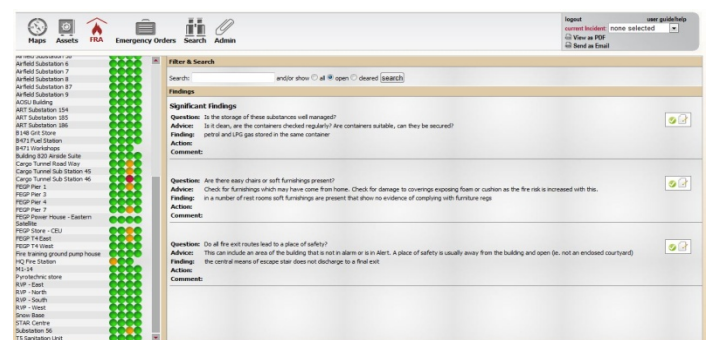 logout user guide/help
current incident: none selected
View as PDF
Send as Email
Maps Assets FRA Emergency Orders Search Admin
Airfield Substation 6
Airfield Substation 7
Airfield Substation 8
Airfield Substation 87
Airfield Substation 9
AOSU Building
ART Substation 154
ART Substation 185
ART Substation 186
B148 Grit Store
B471 Fuel Station
B471 Workshops
Building 820 Airside Suite
Cargo Tunnel Road Way
Cargo Tunnel Sub Station 45
Cargo Tunnel Sub Station 46
FEGP Pier 1
FEGP Pier 3
FEGP Pier 4
FEGP Pier 7
FEGP Power House - Eastern
Satellite
FEGP Store - CEU
FEGP T4 East
FEGP T4 West
Fire training ground pump house
HQ Fire Station
M1-14
Pyrotechnic store
RVP - East
RVP - North
RVP - South
RVP - West
Snow Base
STAR Centre
Substation 56
T5 Sanitation Unit
Filter & Search
Search: and/or show all open cleared search
Findings
Significant Findings
Question: Is the storage of these substances well managed?
Advice: Is it clean, are the containers checked regularly? Are containers suitable, can they be secured?
Finding: petrol and LPG gas stored in the same container
Action:
Comment:
Question: Are there easy chairs or soft furnishings present?
Advice: Check for furnishings which may have come from home. Check for damage to coverings exposing foam or cushion as the fire risk is increased with this.
Finding: in a number of rest rooms soft furnishings are present that show no evidence of complying with furniture regs
Action:
Comment:
Question: Do all fire exit routes lead to a place of safety?
Advice: This can include an area of the building that is not in alarm or is in Alert. A place of safety is usually away from the building and open (ie. not an enclosed courtyard)
Finding: the central means of escape stair does not discharge to a final exit
Action:
Comment: